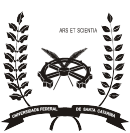 ARS ET SCIENTIA
UNIVERSIDADE FEDERAL DE SANTA CATARINA